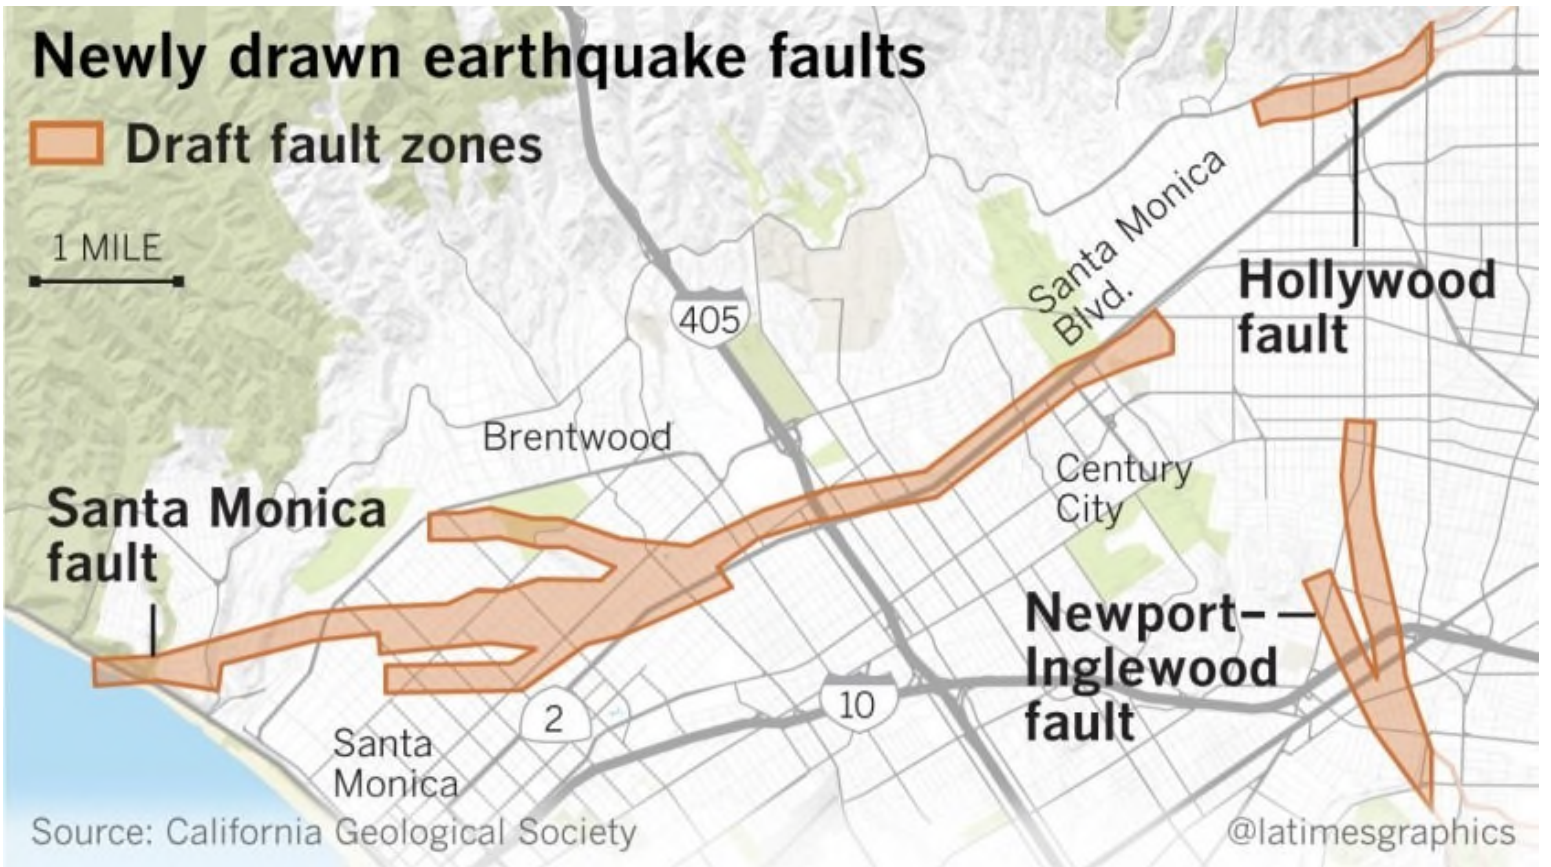 Newly drawn earthquake faults
Draft fault zones
1 MILE
Santa Monica
Blvd.
405
Hollywood
fault
Brentwood
Century
City
Santa Monica
fault
Newport–
Inglewood
fault
10
2
Santa
Monica
Source: California Geological Society
@latimesgraphics